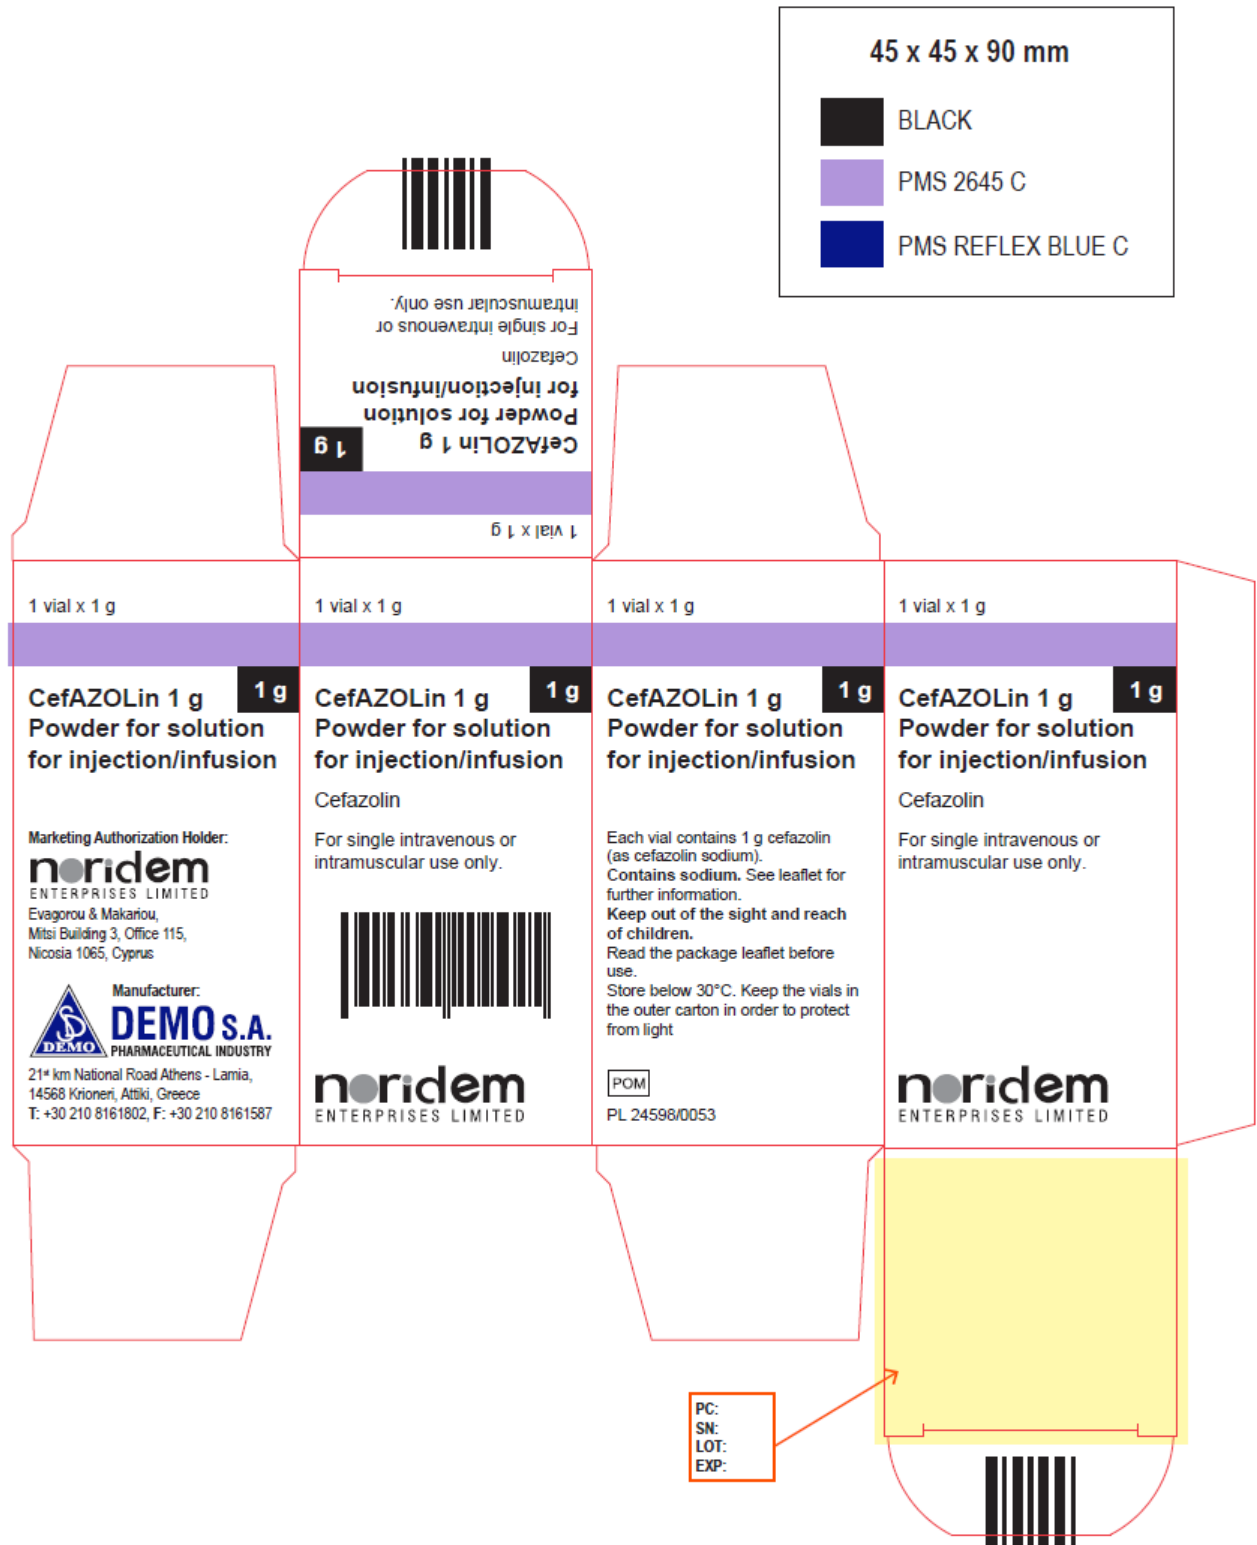 45 x 45 x 90 mm
BLACK
PMS 2645 C
PMS REFLEX BLUE C
1 vial x 1 g
1 g
CefAZOLin 1 g
Powder for solution
for injection/infusion
Cefazolin
For single intravenous or
intramuscular use only.
1 vial x 1 g
1 g
CefAZOLin 1 g
Powder for solution
for injection/infusion
Marketing Authorization Holder:
noridem
ENTERPRISES LIMITED
Evagorou & Makariou,
Mitsi Building 3, Office 115,
Nicosia 1065, Cyprus
Manufacturer:
DEMO
DEMO S.A.
PHARMACEUTICAL INDUSTRY
21st km National Road Athens - Lamia,
14568 Krioneri, Attiki, Greece
T: +30 210 8161802, F: +30 210 8161587
1 vial x 1 g
1 g
CefAZOLin 1 g
Powder for solution
for injection/infusion
Cefazolin
For single intravenous or
intramuscular use only.
noridem
ENTERPRISES LIMITED
1 vial x 1 g
1 g
CefAZOLin 1 g
Powder for solution
for injection/infusion
Each vial contains 1 g cefazolin
(as cefazolin sodium).
Contains sodium. See leaflet for
further information.
Keep out of the sight and reach
of children.
Read the package leaflet before
use.
Store below 30°C. Keep the vials in
the outer carton in order to protect
from light
POM
PL 24598/0053
1 vial x 1 g
1 g
CefAZOLin 1 g
Powder for solution
for injection/infusion
Cefazolin
For single intravenous or
intramuscular use only.
noridem
ENTERPRISES LIMITED
PC:
SN:
LOT:
EXP: